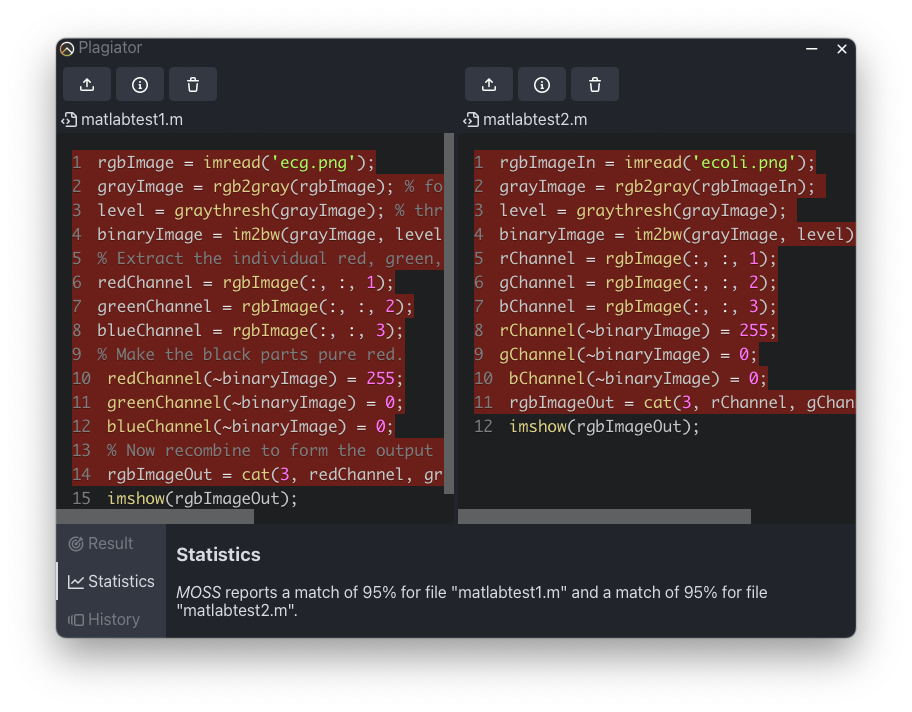 Plagiator
matlabtest1.m
1 rgbImage = imread('ecg.png');
2 grayImage = rgb2gray(rgbImage); % fo
3 level = graythresh(grayImage); % thr
4 binaryImage = im2bw(grayImage, level
5 % Extract the individual red, green,
6 redChannel = rgbImage(:, :, 1);
7 greenChannel = rgbImage(:, :, 2);
8 blueChannel = rgbImage(:, :, 3);
9 % Make the black parts pure red.
10 redChannel(~binaryImage) = 255;
11 greenChannel(~binaryImage) = 0;
12 blueChannel(~binaryImage) = 0;
13 % Now recombine to form the output
14 rgbImageOut = cat(3, redChannel, gr
15 imshow(rgbImageOut);
matlabtest2.m
1 rgbImageIn = imread('ecoli.png');
2 grayImage = rgb2gray(rgbImageIn);
3 level = graythresh(grayImage);
4 binaryImage = im2bw(grayImage, level)
5 rChannel = rgbImage(:, :, 1);
6 gChannel = rgbImage(:, :, 2);
7 bChannel = rgbImage(:, :, 3);
8 rChannel(~binaryImage) = 255;
9 gChannel(~binaryImage) = 0;
10 bChannel(~binaryImage) = 0;
11 rgbImageOut = cat(3, rChannel, gChan
12 imshow(rgbImageOut);
Result
Statistics
History
Statistics
MOSS reports a match of 95% for file "matlabtest1.m" and a match of 95% for file
"matlabtest2.m".